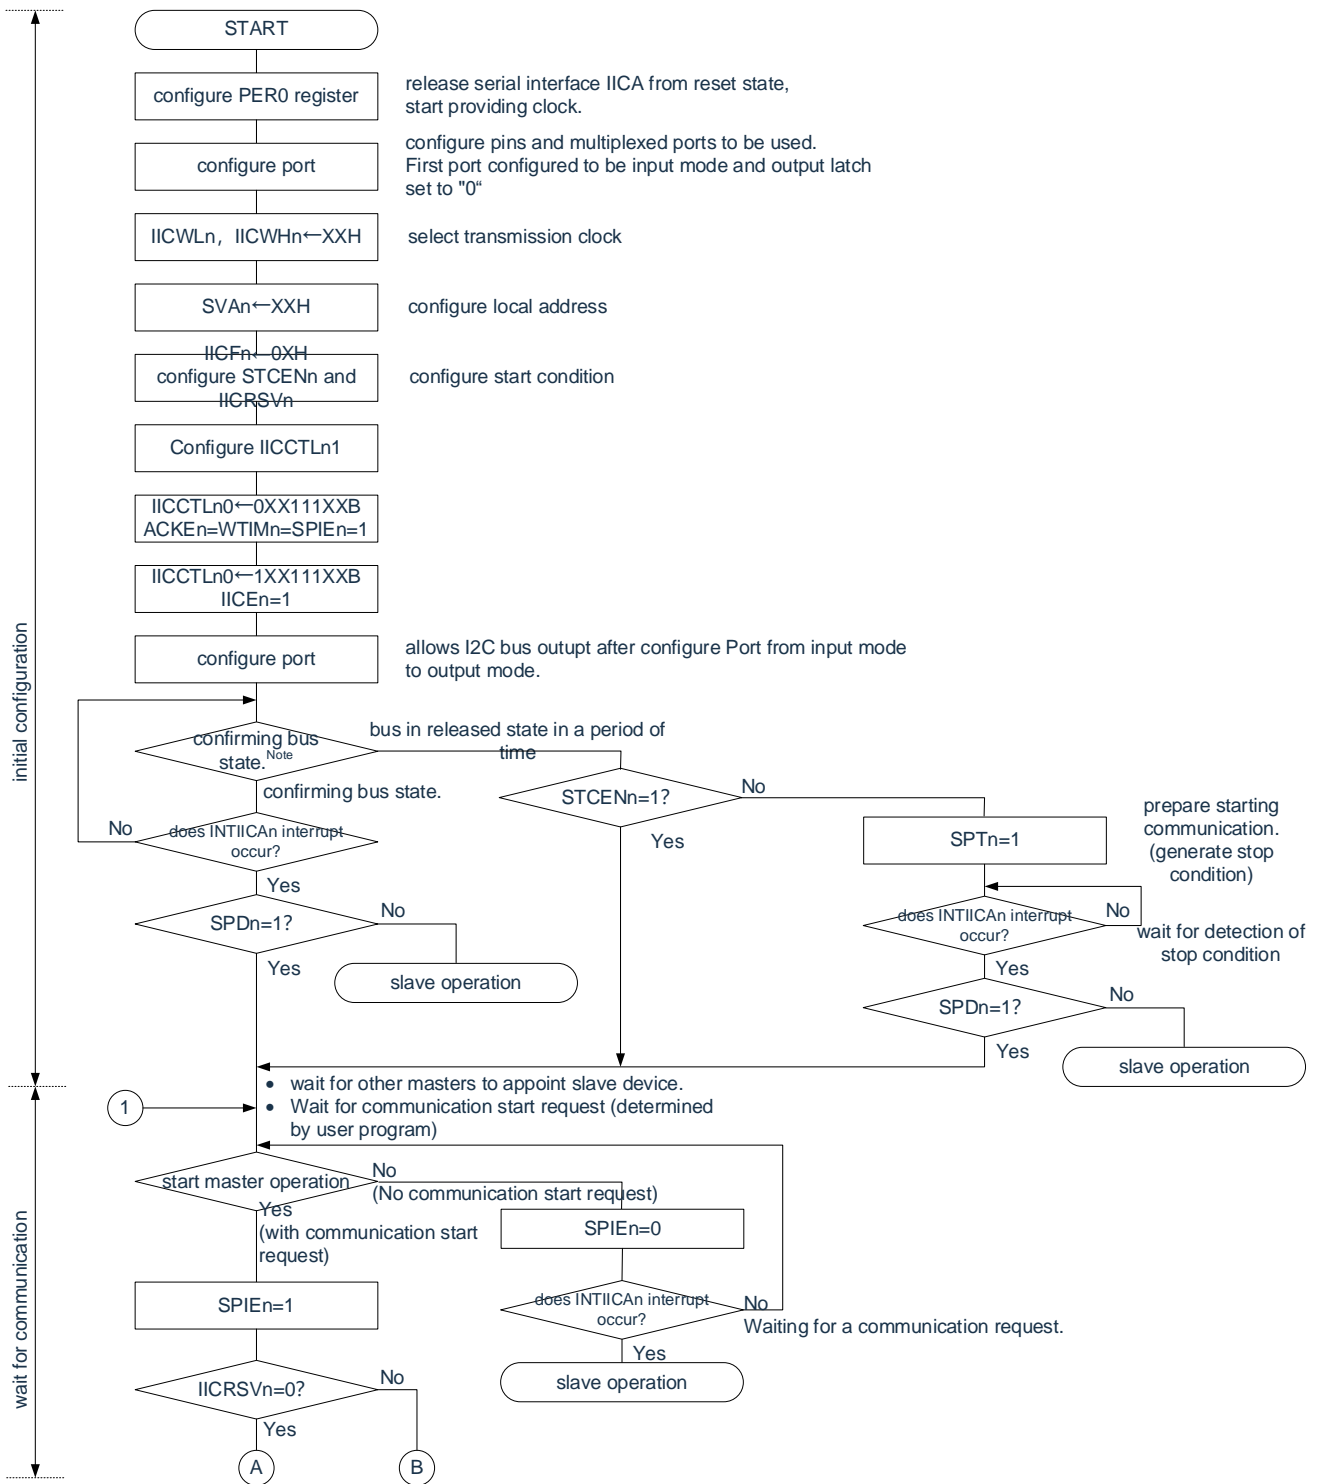 START
configure PER0 register
release serial interface IICA from reset state,
start providing clock.
configure port
configure pins and multiplexed ports to be used.
First port configured to be input mode and output latch
set to "0“
IICWLn，IICWHn←XXH
select transmission clock
SVAn←XXH
configure local address
IICFn←0XH
configure STCENn and
IICRSVn
configure start condition
Configure IICCTLn1
IICCTLn0←0XX111XXB
ACKEn=WTIMn=SPIEn=1
IICCTLn0←1XX111XXB
IICEn=1
configure port
allows I2C bus outupt after configure Port from input mode
to output mode.
initial configuration
confirming bus
state.Note
bus in released state in a period of
time
confirming bus state.
STCENn=1?
No
Yes
does INTIICAn interrupt
occur?
No
Yes
SPTn=1
prepare starting
communication.
(generate stop
condition)
SPDn=1?
No
Yes
slave operation
does INTIICAn interrupt
occur?
No
wait for detection of
stop condition
Yes
SPDn=1?
No
Yes
slave operation
• wait for other masters to appoint slave device.
• Wait for communication start request (determined
by user program)
1
wait for communication
start master operation
No
(No communication start request)
Yes
(with communication start
request)
SPIEn=0
SPIEn=1
does INTIICAn interrupt
occur?
No
Waiting for a communication request.
Yes
slave operation
IICRSVn=0?
No
Yes
A
B